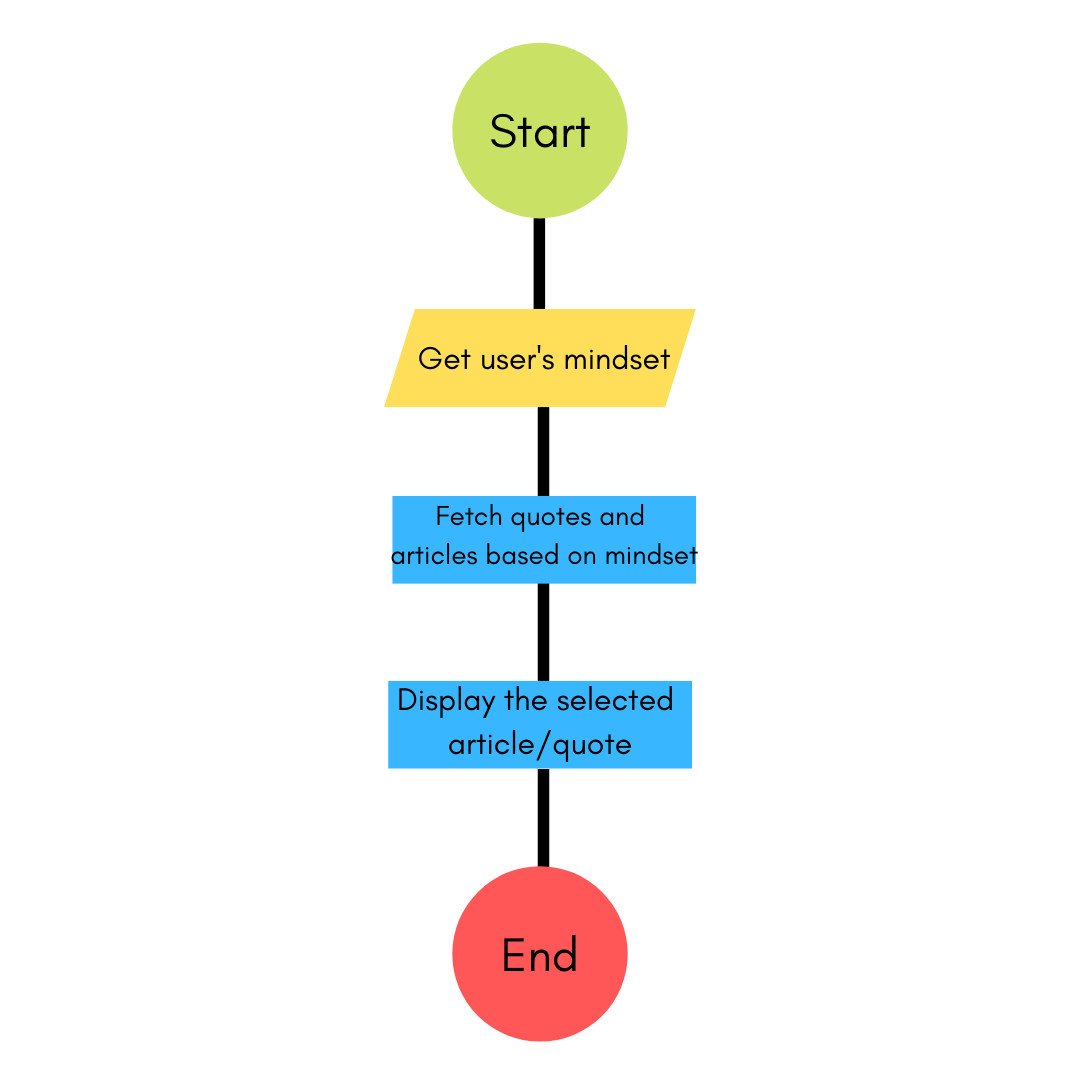 Start
Get user's mindset
Fetch quotes and
articles based on mindset
Display the selected
article/quote
End